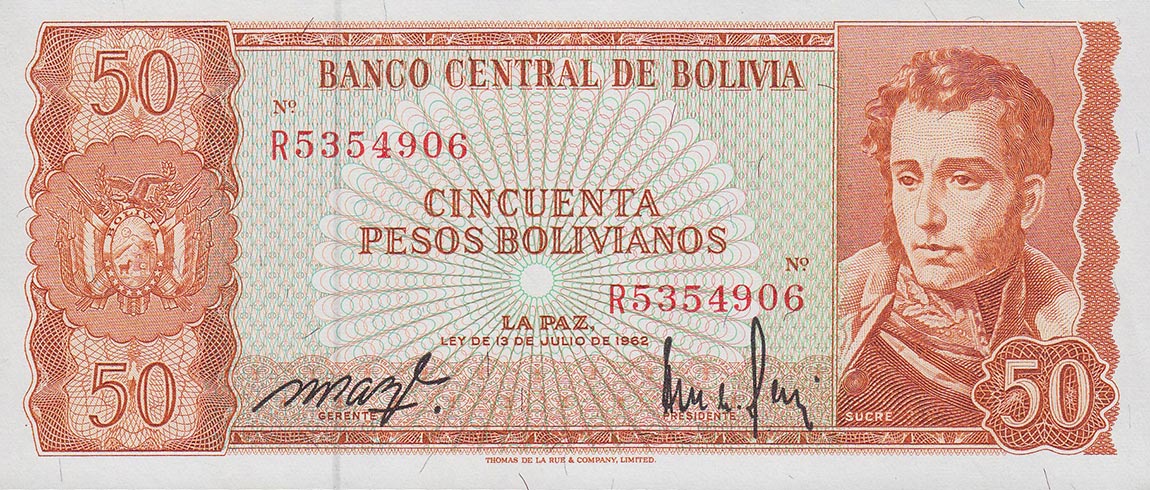 50
BANCO CENTRAL DE BOLIVIA
Nº
R5354906
CINCUENTA
PESOS BOLIVIANOS
Nº
R5354906
LA PAZ,
LEY DE 13 DE JULIO DE 1962
50
GERENTE
PRESIDENTE
SUCRE
50
THOMAS DE LA RUE & COMPANY, LIMITED.